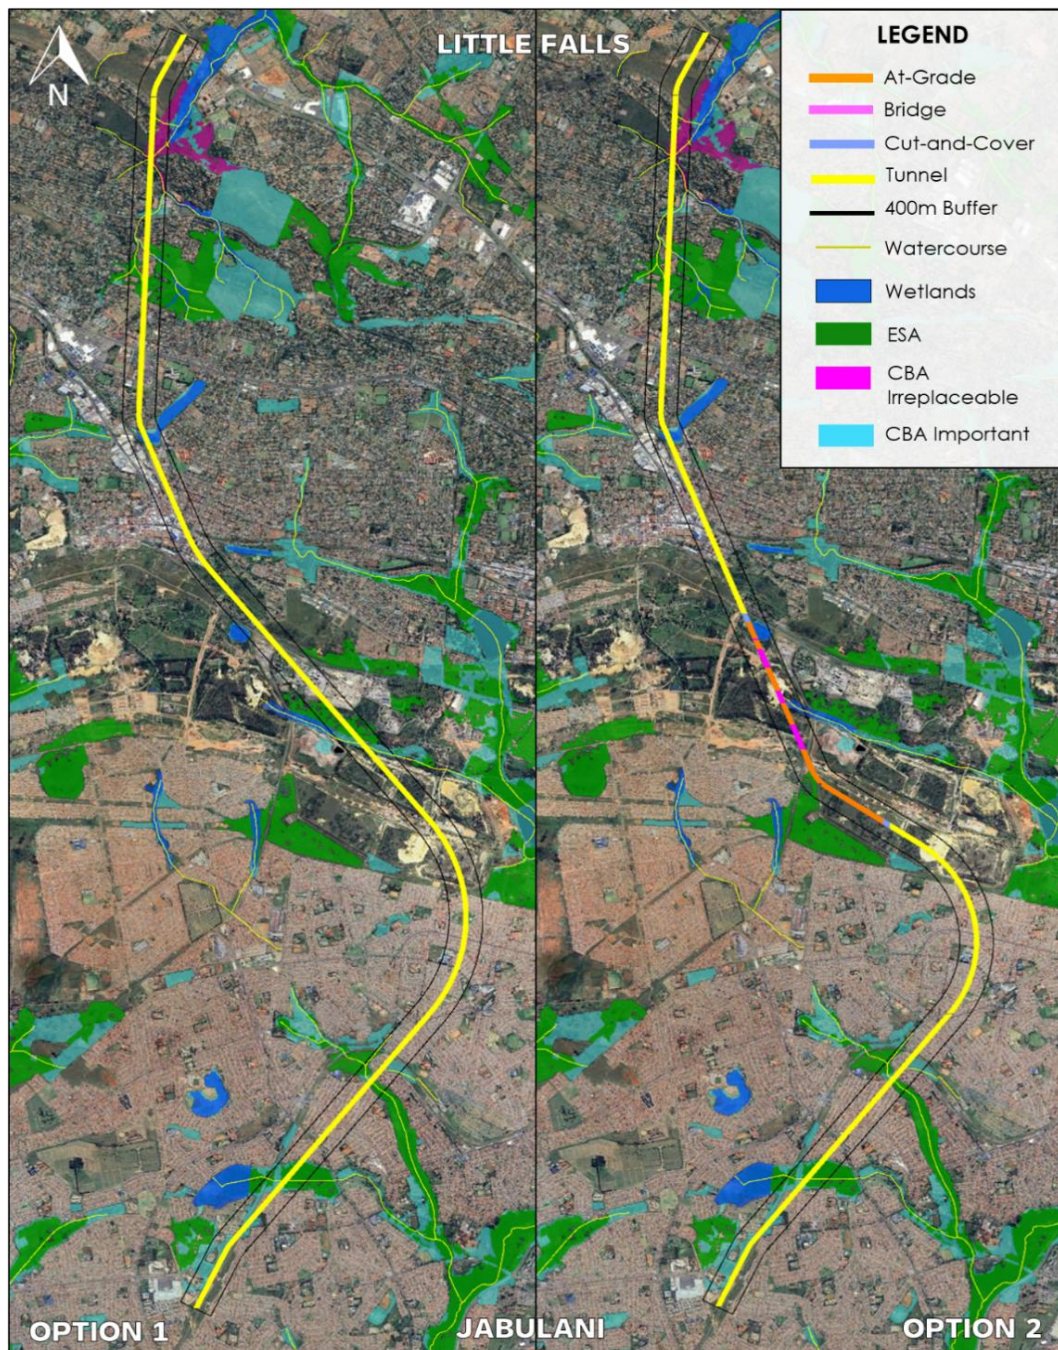 LITTLE FALLS
N
LEGEND
At-Grade
Bridge
Cut-and-Cover
Tunnel
400m Buffer
Watercourse
Wetlands
ESA
CBA
Irreplaceable
CBA Important
OPTION 1
JABULANI
OPTION 2